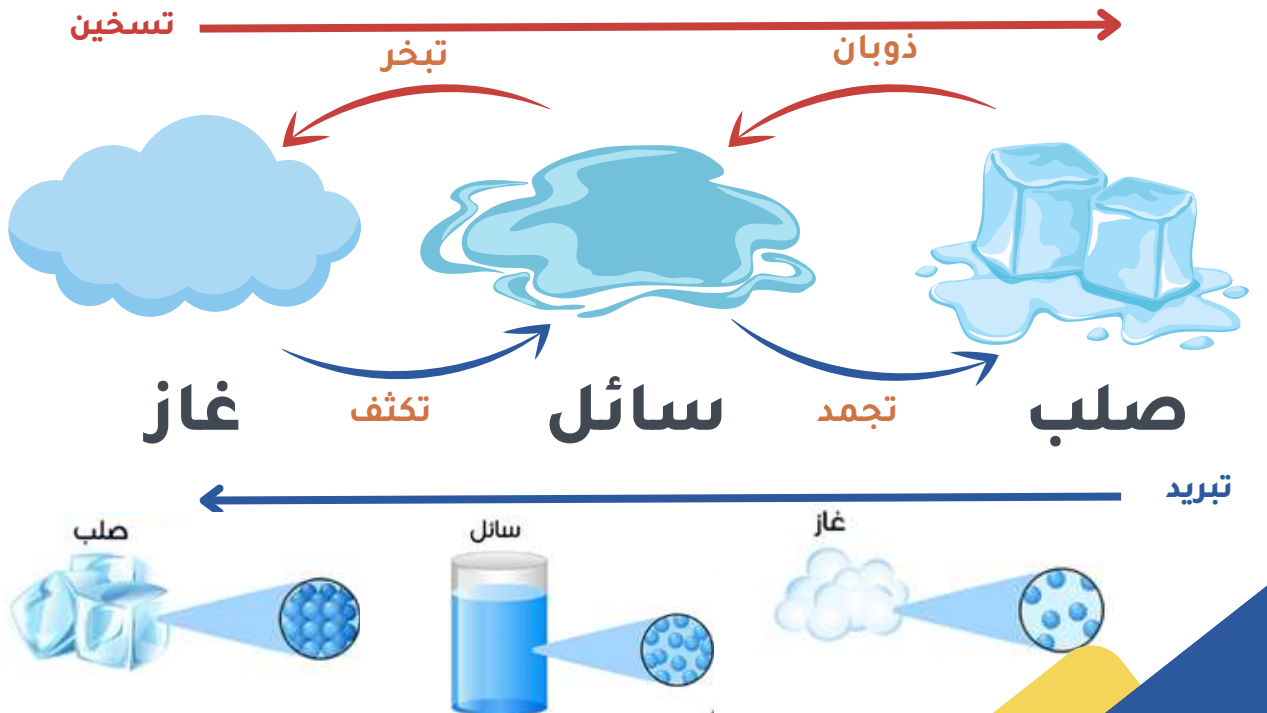 تسخين
ذوبان
تبخر
صلب
تجمد
سائل
تكثف
غاز
تبريد
غاز
سائل
صلب